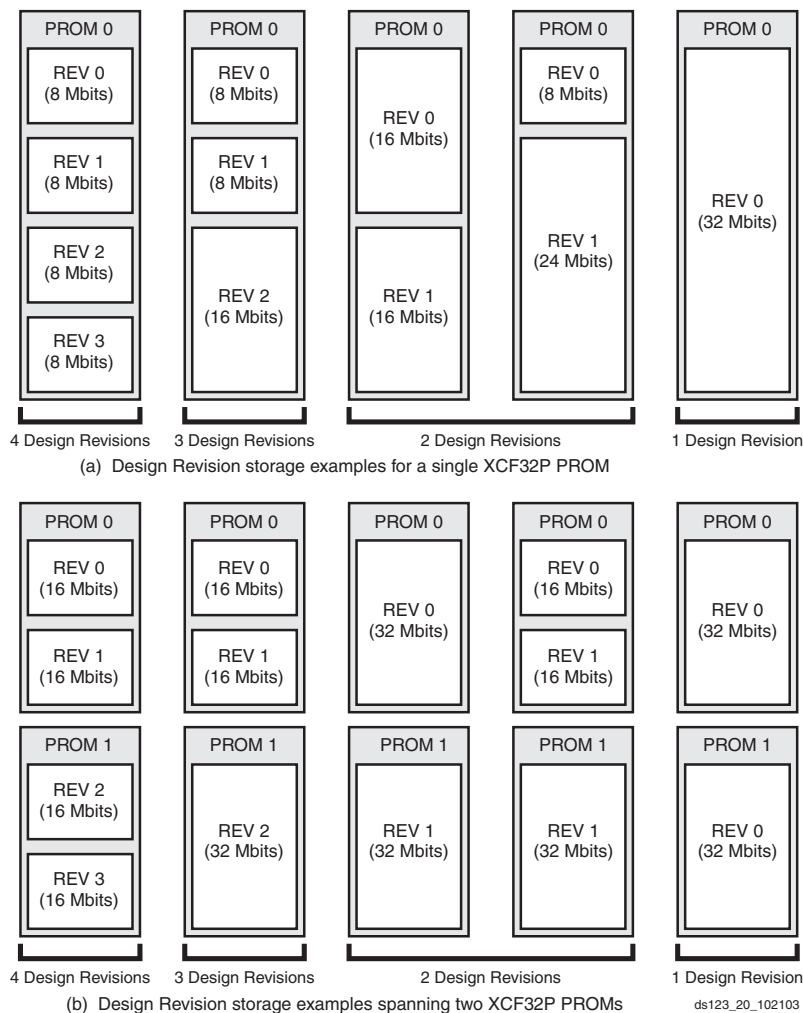 PROM 0
REV 0
(8 Mbits)
REV 1
(8 Mbits)
REV 2
(8 Mbits)
REV 3
(8 Mbits)
PROM 0
REV 0
(8 Mbits)
REV 1
(8 Mbits)
REV 2
(16 Mbits)
PROM 0
REV 0
(16 Mbits)
REV 1
(16 Mbits)
PROM 0
REV 0
(8 Mbits)
REV 1
(24 Mbits)
PROM 0
REV 0
(32 Mbits)
4 Design Revisions
3 Design Revisions
2 Design Revisions
1 Design Revision
(a) Design Revision storage examples for a single XCF32P PROM
PROM 0
REV 0
(16 Mbits)
REV 1
(16 Mbits)
PROM 0
REV 0
(16 Mbits)
REV 1
(16 Mbits)
PROM 0
REV 0
(32 Mbits)
PROM 0
REV 0
(16 Mbits)
REV 1
(16 Mbits)
PROM 0
REV 0
(32 Mbits)
PROM 1
REV 2
(16 Mbits)
REV 3
(16 Mbits)
PROM 1
REV 2
(32 Mbits)
PROM 1
REV 1
(32 Mbits)
PROM 1
REV 1
(32 Mbits)
PROM 1
REV 0
(32 Mbits)
4 Design Revisions
3 Design Revisions
2 Design Revisions
1 Design Revision
(b) Design Revision storage examples spanning two XCF32P PROMs
ds123_20_102103